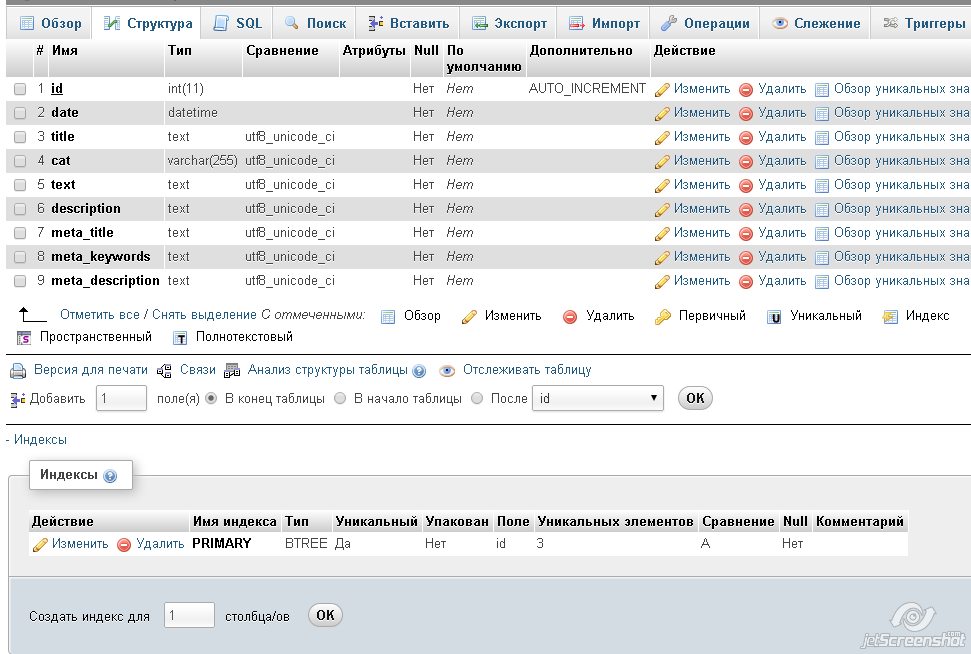 Обзор Структура SQL Поиск Вставить Экспорт Импорт Операции Слежение Триггеры
# Имя Тип Сравнение Атрибуты Null По умолчанию Дополнительно Действие
1 id int(11) Нет Нет AUTO_INCREMENT Изменить Удалить Обзор уникальных зна
2 date datetime Нет Нет Изменить Удалить Обзор уникальных зна
3 title text utf8_unicode_ci Нет Нет Изменить Удалить Обзор уникальных зна
4 cat varchar(255) utf8_unicode_ci Нет Нет Изменить Удалить Обзор уникальных зна
5 text text utf8_unicode_ci Нет Нет Изменить Удалить Обзор уникальных зна
6 description text utf8_unicode_ci Нет Нет Изменить Удалить Обзор уникальных зна
7 meta_title text utf8_unicode_ci Нет Нет Изменить Удалить Обзор уникальных зна
8 meta_keywords text utf8_unicode_ci Нет Нет Изменить Удалить Обзор уникальных зна
9 meta_description text utf8_unicode_ci Нет Нет Изменить Удалить Обзор уникальных зна
Отметить все / Снять выделение С отмеченными: Обзор Изменить Удалить Первичный Уникальный Индекс
Пространственный Полнотекстовый
Версия для печати Связи Анализ структуры таблицы Отслеживать таблицу
Добавить 1 поле(я) В конец таблицы В начало таблицы После id OK
- Индексы
Индексы
Действие Имя индекса Тип Уникальный Упакован Поле Уникальных элементов Сравнение Null Комментарий
Изменить Удалить PRIMARY BTREE Да Нет id 3 A Нет
Создать индекс для 1 столбца/ов OK
jetScreenshot.com